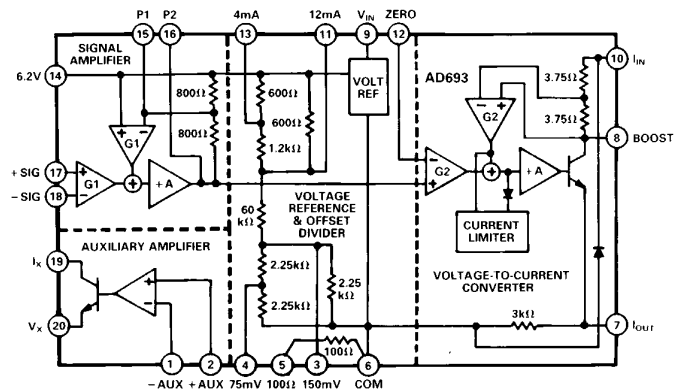 P1 P2 4mA 12mA VIN ZERO
15 16 13 11 9 12
SIGNAL
AMPLIFIER
6.2V 14
800Ω
800Ω
+ -
G1
+ SIG 17
- SIG 18
+
-
G1
+
+A
600Ω
600Ω
1.2kΩ
VOLT
REF
60
kΩ
VOLTAGE
REFERENCE
& OFFSET
DIVIDER
2.25kΩ
2.25kΩ
2.25
kΩ
100Ω
AD693
- +
G2
3.75Ω
3.75Ω
10 IIN
8 BOOST
-
+
G2
+
+A
CURRENT
LIMITER
VOLTAGE-TO-CURRENT
CONVERTER
3kΩ
7 IOUT
AUXILIARY AMPLIFIER
IX 19
VX 20
+
-
1 2 4 5 3 6
- AUX + AUX 75mV 100Ω 150mV COM